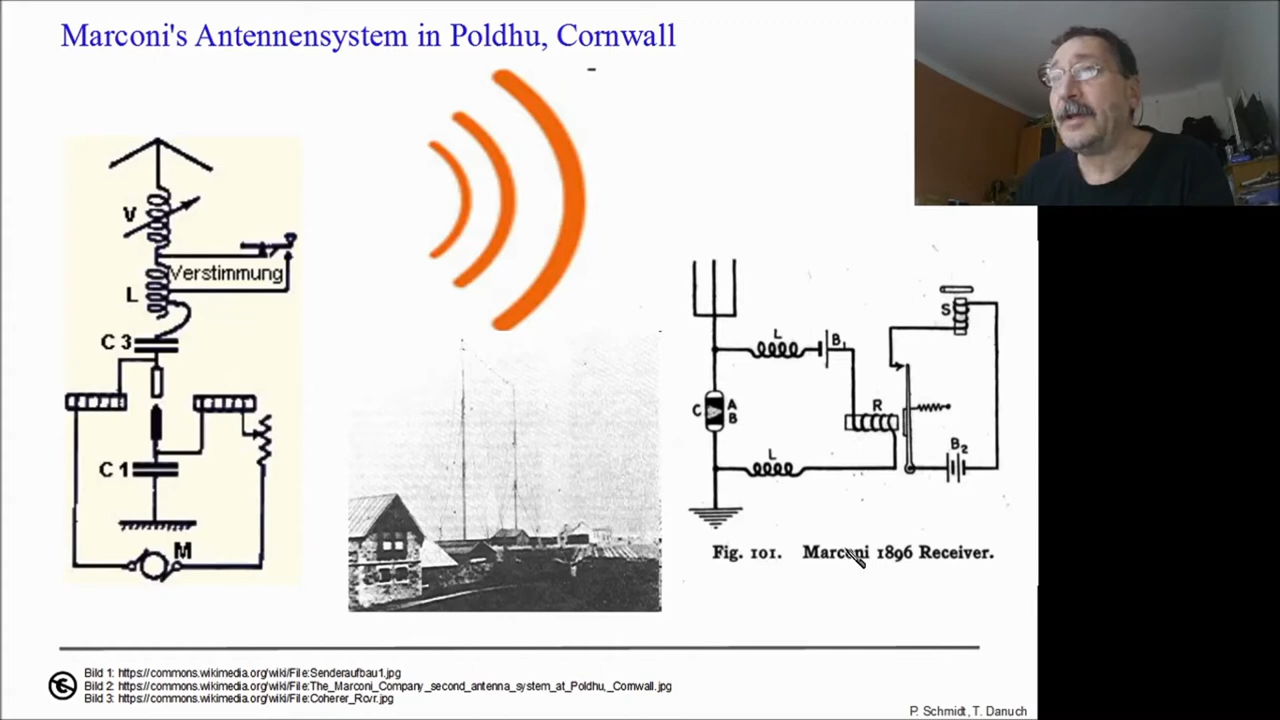 Marconi's Antennensystem in Poldhu, Cornwall
V
Verstimmung
L
C 3
C 1
M
L
B1
C
A
B
R
L
S
B2
Fig. 101. Marconi 1896 Receiver.
Bild 1: https://commons.wikimedia.org/wiki/File:Senderaufbau1.jpg
Bild 2: https://commons.wikimedia.org/wiki/File:The_Marconi_Company_second_antenna_system_at_Poldhu,_Cornwall.jpg
Bild 3: https://commons.wikimedia.org/wiki/File:Coherer_Rcvr.jpg
P. Schmidt, T. Danuch